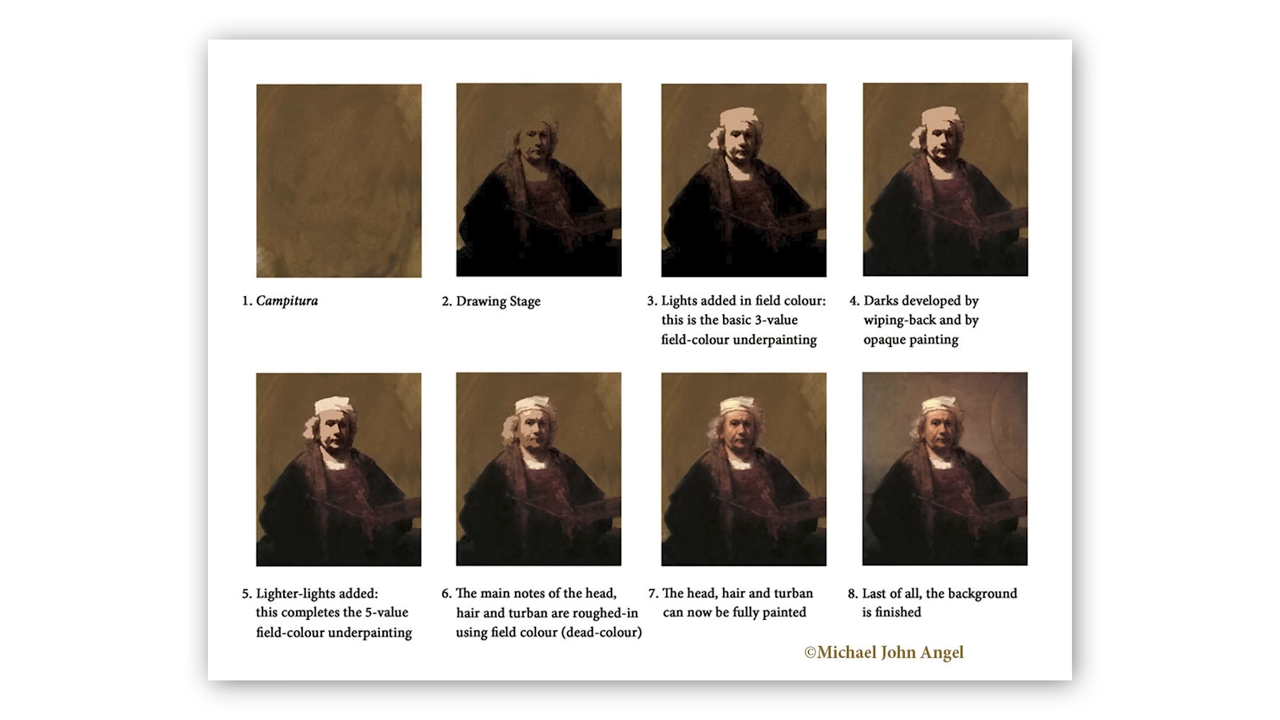 1. Campitura
2. Drawing Stage
3. Lights added in field colour:
this is the basic 3-value
field-colour underpainting
4. Darks developed by
wiping-back and by
opaque painting
5. Lighter-lights added:
this completes the 5-value
field-colour underpainting
6. The main notes of the head,
hair and turban are roughed-in
using field colour (dead-colour)
7. The head, hair and turban
can now be fully painted
8. Last of all, the background
is finished
©Michael John Angel